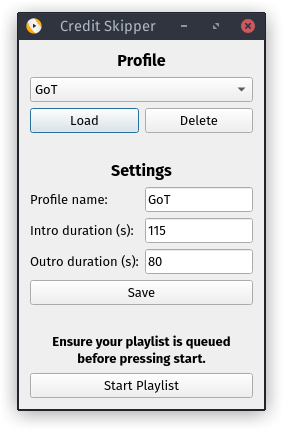 Credit Skipper
Profile
GoT
Load Delete
Settings
Profile name: GoT
Intro duration (s): 115
Outro duration (s): 80
Save
Ensure your playlist is queued
before pressing start.
Start Playlist